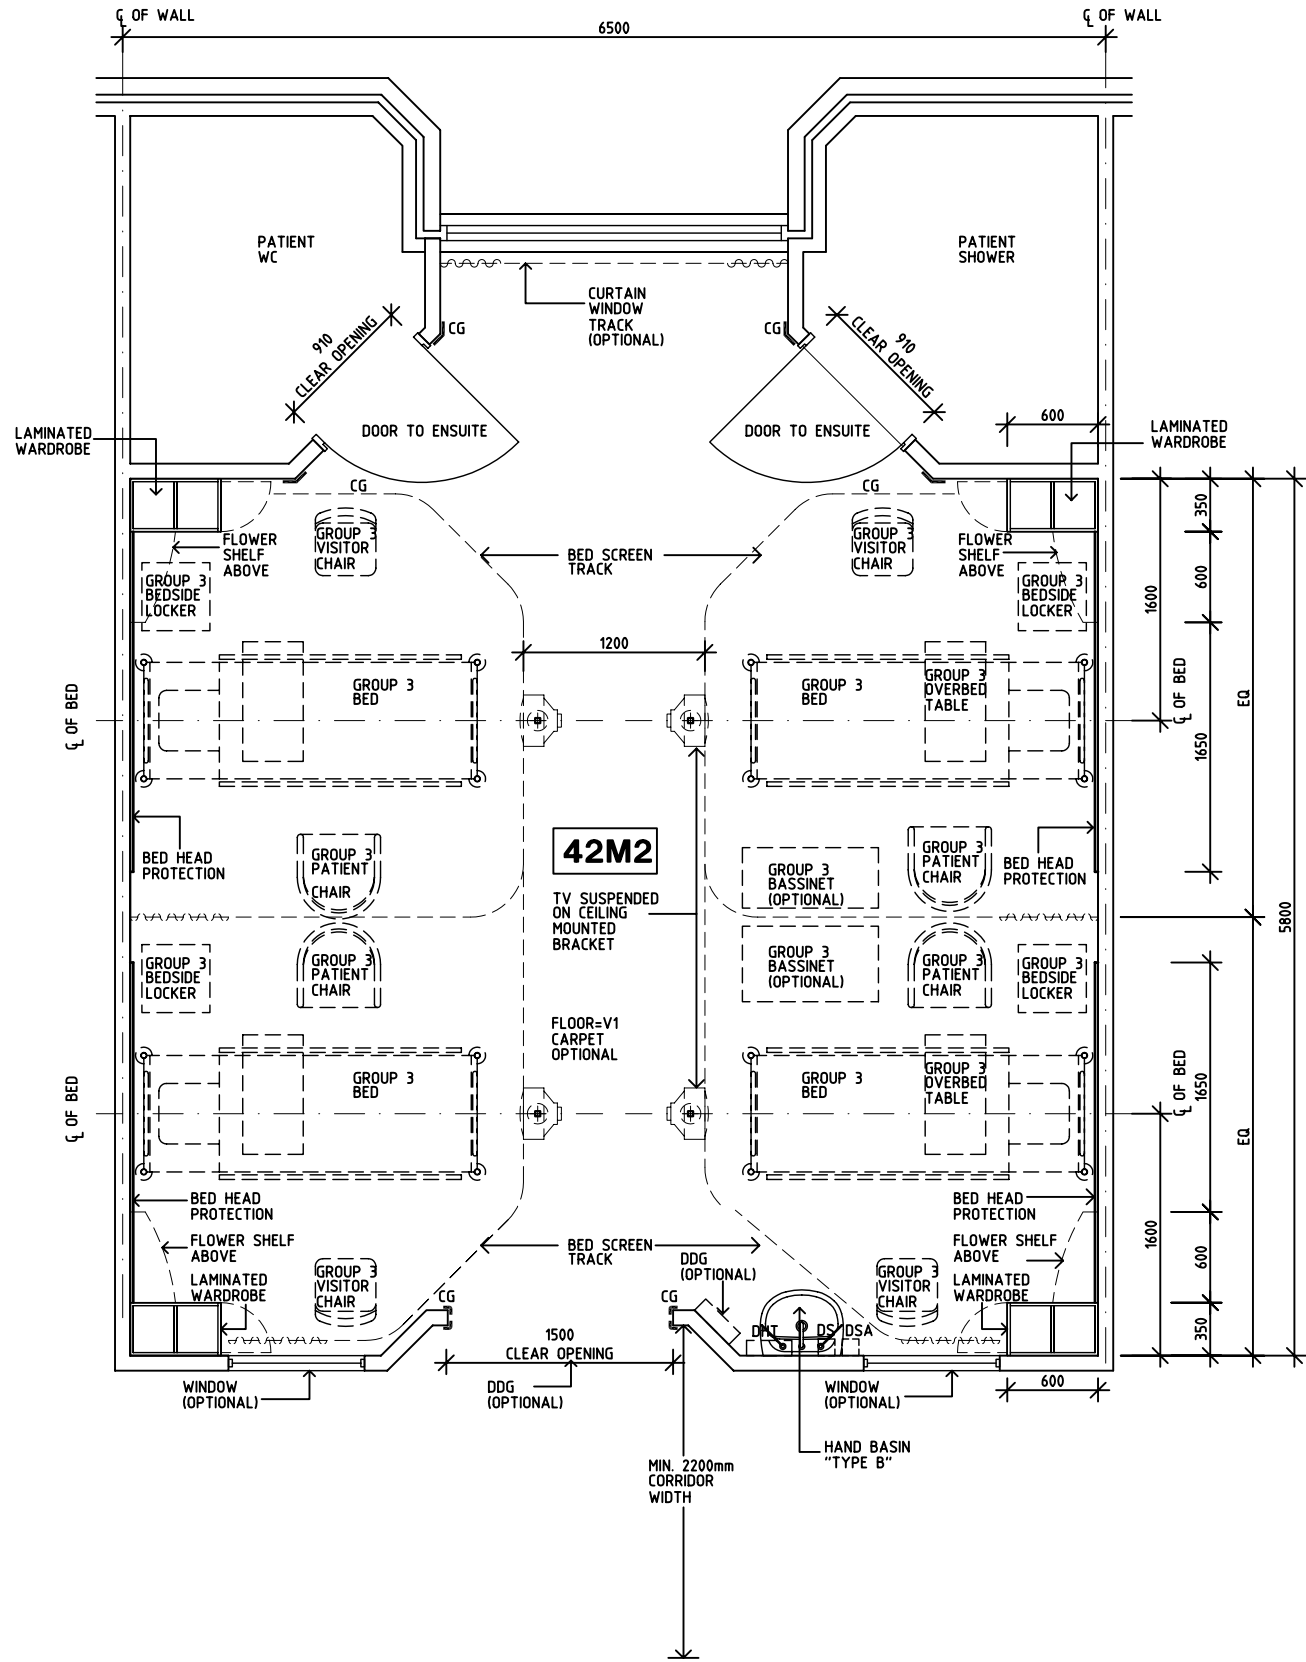 ℄ OF WALL
℄ OF WALL
6500
PATIENT
WC
PATIENT
SHOWER
CURTAIN
WINDOW
TRACK
(OPTIONAL)
CG
CG
910
CLEAR OPENING
910
CLEAR OPENING
600
LAMINATED
WARDROBE
DOOR TO ENSUITE
DOOR TO ENSUITE
LAMINATED
WARDROBE
CG
CG
350
FLOWER
SHELF
ABOVE
GROUP 3
VISITOR
CHAIR
BED SCREEN
TRACK
GROUP 3
VISITOR
CHAIR
FLOWER
SHELF
ABOVE
GROUP 3
BEDSIDE
LOCKER
GROUP 3
BEDSIDE
LOCKER
600
1600
1200
℄ OF BED
GROUP 3
BED
GROUP 3
BED
GROUP 3
OVERBED
TABLE
℄ OF BED
EQ
1650
BED HEAD
PROTECTION
GROUP 3
PATIENT
CHAIR
42M2
GROUP 3
BASSINET
(OPTIONAL)
GROUP 3
PATIENT
CHAIR
BED HEAD
PROTECTION
TV SUSPENDED
ON CEILING
MOUNTED
BRACKET
5800
GROUP 3
BEDSIDE
LOCKER
GROUP 3
PATIENT
CHAIR
GROUP 3
BASSINET
(OPTIONAL)
GROUP 3
PATIENT
CHAIR
GROUP 3
BEDSIDE
LOCKER
FLOOR=V1
CARPET
OPTIONAL
℄ OF BED
GROUP 3
BED
GROUP 3
BED
GROUP 3
OVERBED
TABLE
℄ OF BED
1650
EQ
BED HEAD
PROTECTION
BED HEAD
PROTECTION
1600
FLOWER SHELF
ABOVE
BED SCREEN
TRACK
FLOWER SHELF
ABOVE
600
LAMINATED
WARDROBE
GROUP 3
VISITOR
CHAIR
DDG
(OPTIONAL)
GROUP 3
VISITOR
CHAIR
LAMINATED
WARDROBE
CG
CG
DMT
DS
DSA
350
1500
CLEAR OPENING
WINDOW
(OPTIONAL)
DDG
(OPTIONAL)
WINDOW
(OPTIONAL)
600
HAND BASIN
"TYPE B"
MIN. 2200mm
CORRIDOR
WIDTH